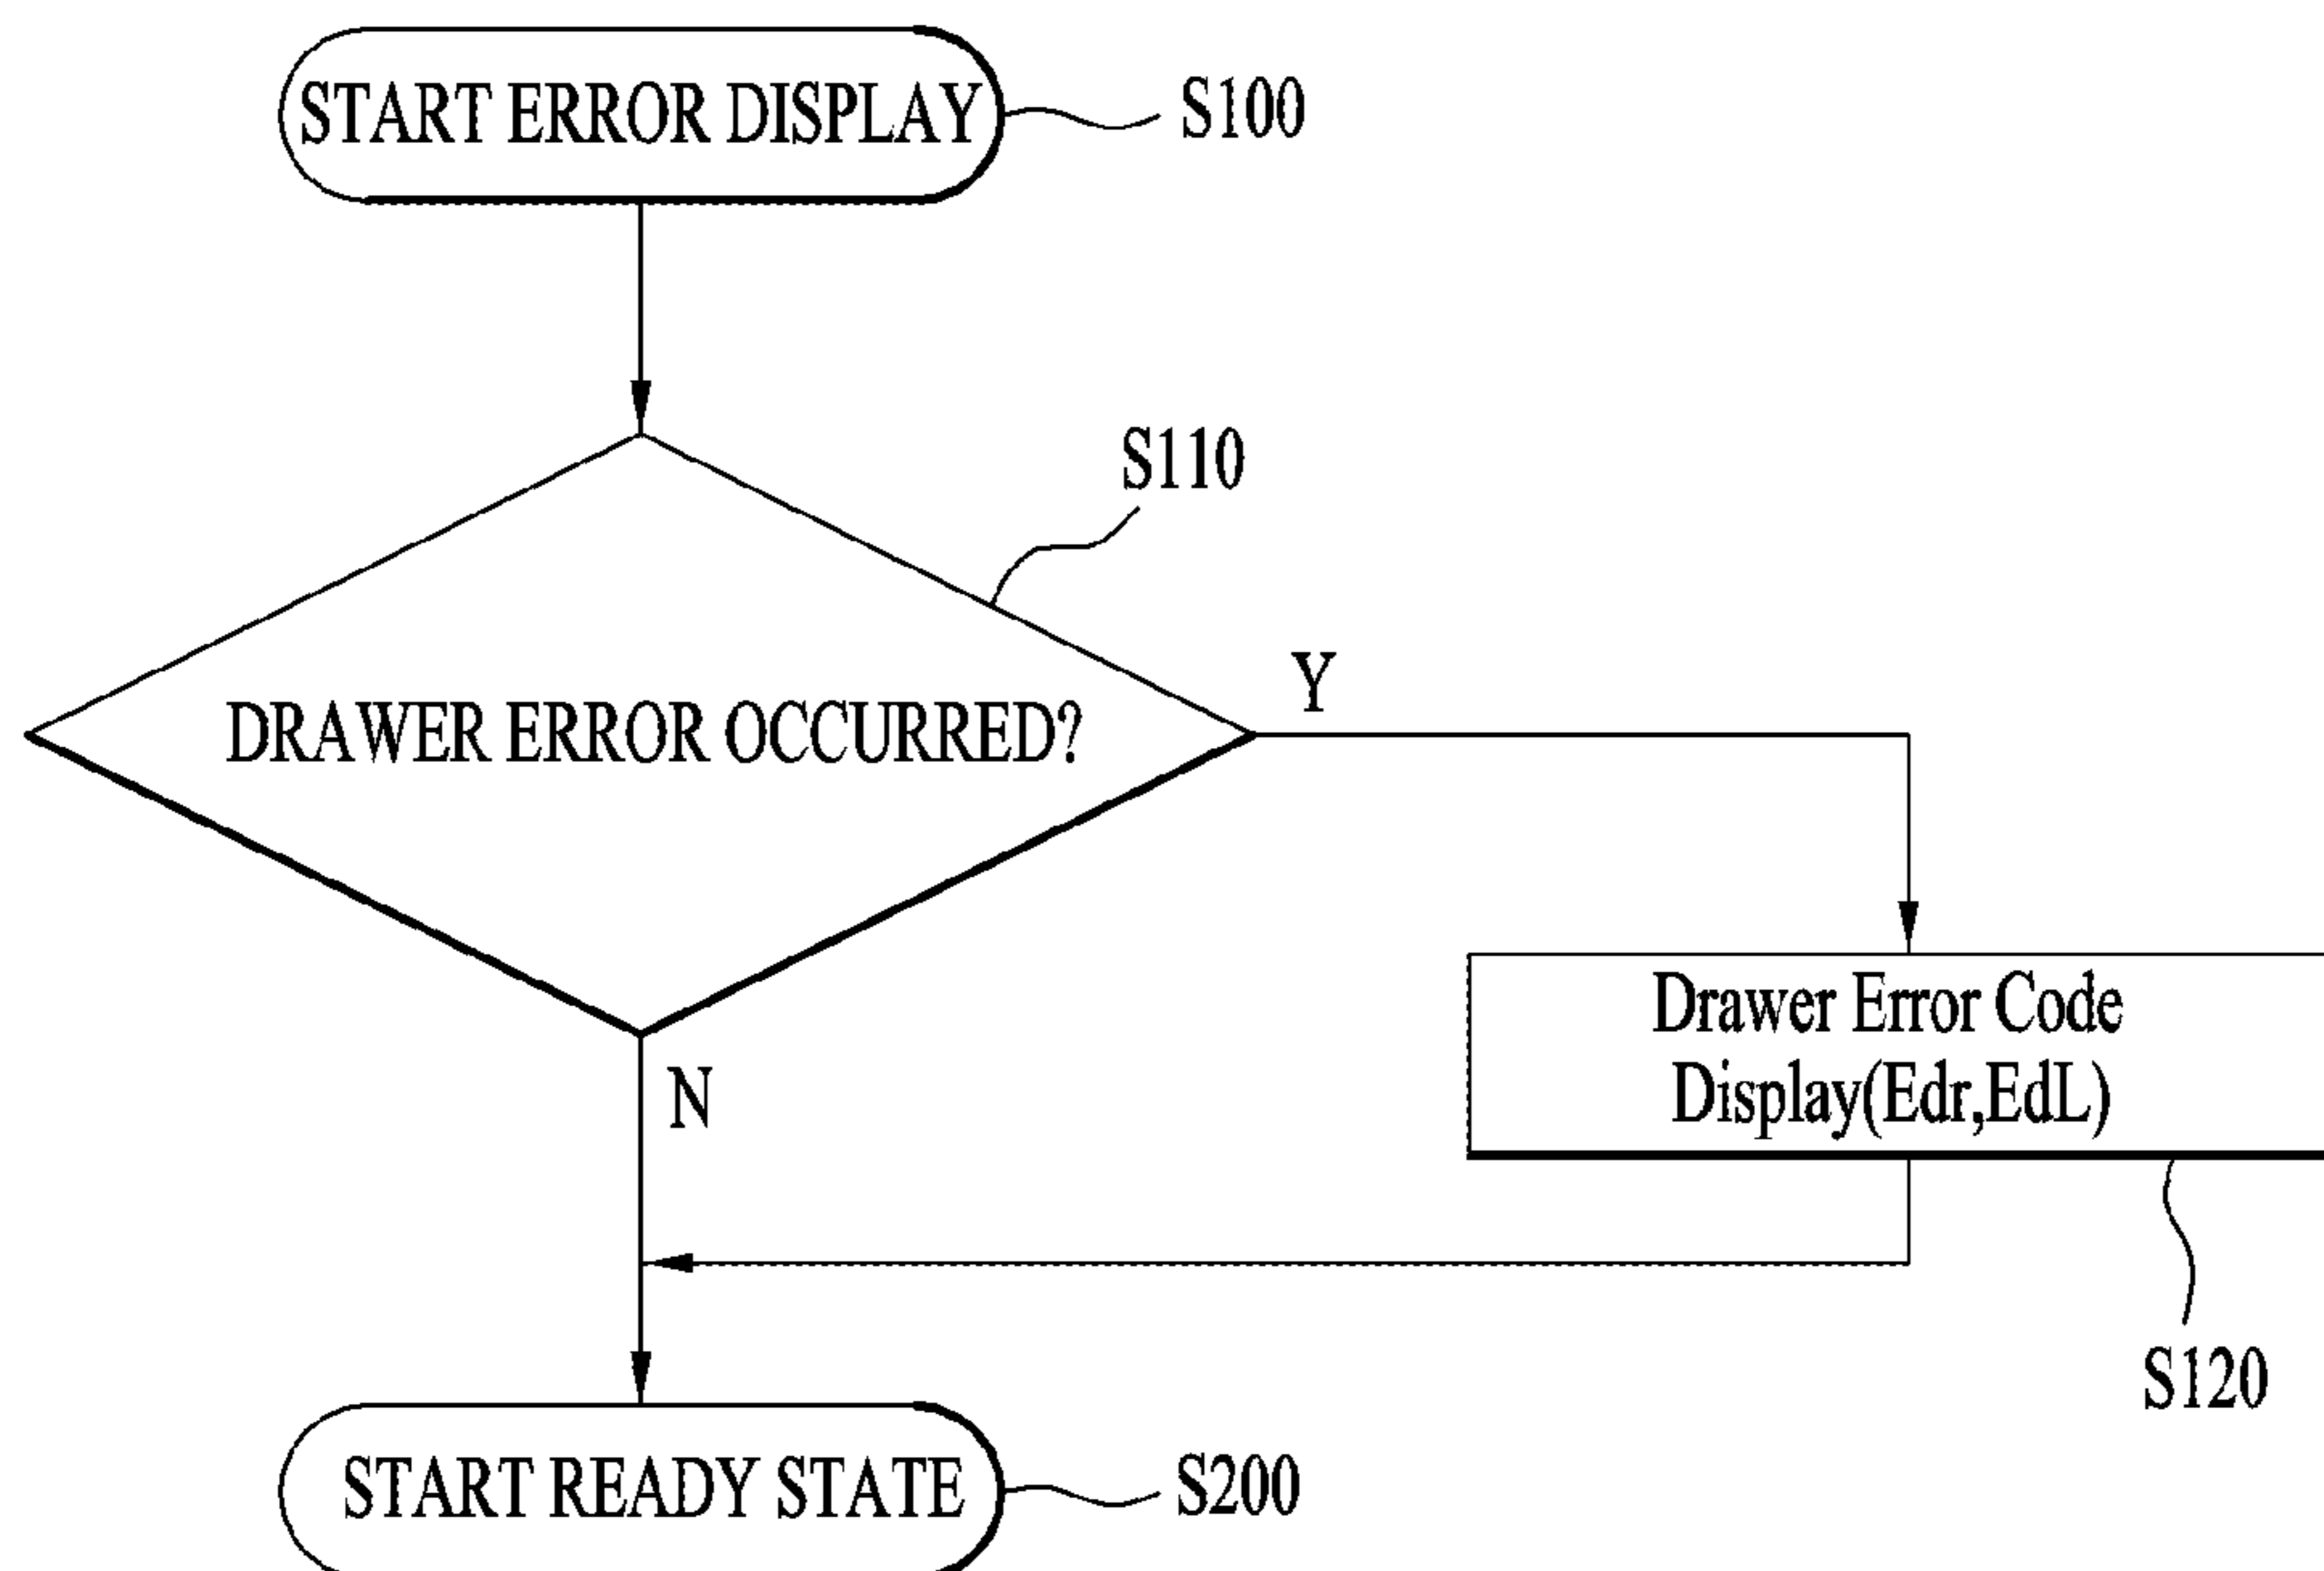 START ERROR DISPLAY
S100
S110
DRAWER ERROR OCCURRED?
Y
Drawer Error Code
Display(Edr,EdL)
N
S120
START READY STATE
S200